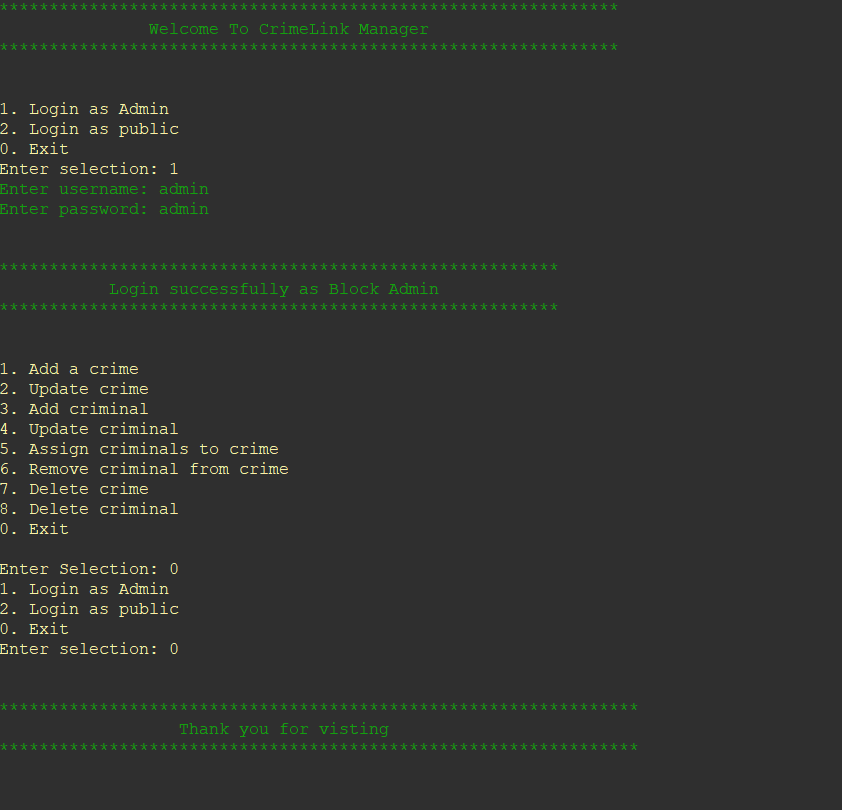 **************************************************************
Welcome To CrimeLink Manager
**************************************************************
1. Login as Admin
2. Login as public
0. Exit
Enter selection: 1
Enter username: admin
Enter password: admin
********************************************************
Login successfully as Block Admin
********************************************************
1. Add a crime
2. Update crime
3. Add criminal
4. Update criminal
5. Assign criminals to crime
6. Remove criminal from crime
7. Delete crime
8. Delete criminal
0. Exit
Enter Selection: 0
1. Login as Admin
2. Login as public
0. Exit
Enter selection: 0
****************************************************************
Thank you for visting
****************************************************************